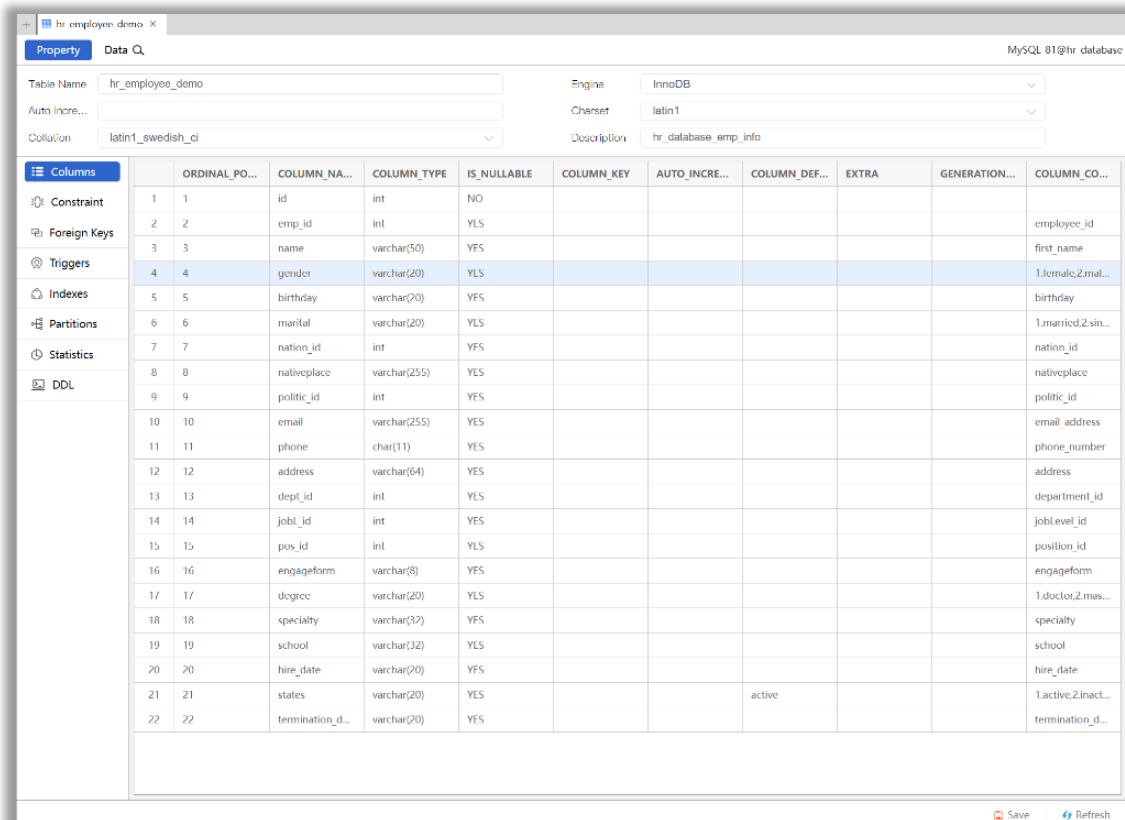 + hr employee demo ×
Property Data MySQL 81@hr database
Table Name hr_employee_demo Engine InnoDB
Auto Incre... Charset latin1
Collation latin1_swedish_ci Description hr_database_emp_info
Columns
Constraint
Foreign Keys
Triggers
Indexes
Partitions
Statistics
DDL
ORDINAL_PO... COLUMN_NA... COLUMN_TYPE IS_NULLABLE COLUMN_KEY AUTO_INCRE... COLUMN_DEF... EXTRA GENERATION... COLUMN_CO...
1 1 id int NO
2 2 emp_id int YES employee_id
3 3 name varchar(50) YES first_name
4 4 gender varchar(20) YES 1.female,2.mal...
5 5 birthday varchar(20) YES birthday
6 6 marital varchar(20) YES 1.married,2.sin...
7 7 nation_id int YES nation_id
8 8 nativeplace varchar(255) YES nativeplace
9 9 politic_id int YES politic_id
10 10 email varchar(255) YES email_address
11 11 phone char(11) YES phone_number
12 12 address varchar(64) YES address
13 13 dept_id int YES department_id
14 14 jobL_id int YES jobLevel_id
15 15 pos_id int YES position_id
16 16 engageform varchar(8) YES engageform
17 17 degree varchar(20) YES 1.doctor,2.mas...
18 18 specialty varchar(32) YES specialty
19 19 school varchar(32) YES school
20 20 hire_date varchar(20) YES hire_date
21 21 states varchar(20) YES active 1.active,2.inact...
22 22 termination_d... varchar(20) YES termination_d...
Save Refresh